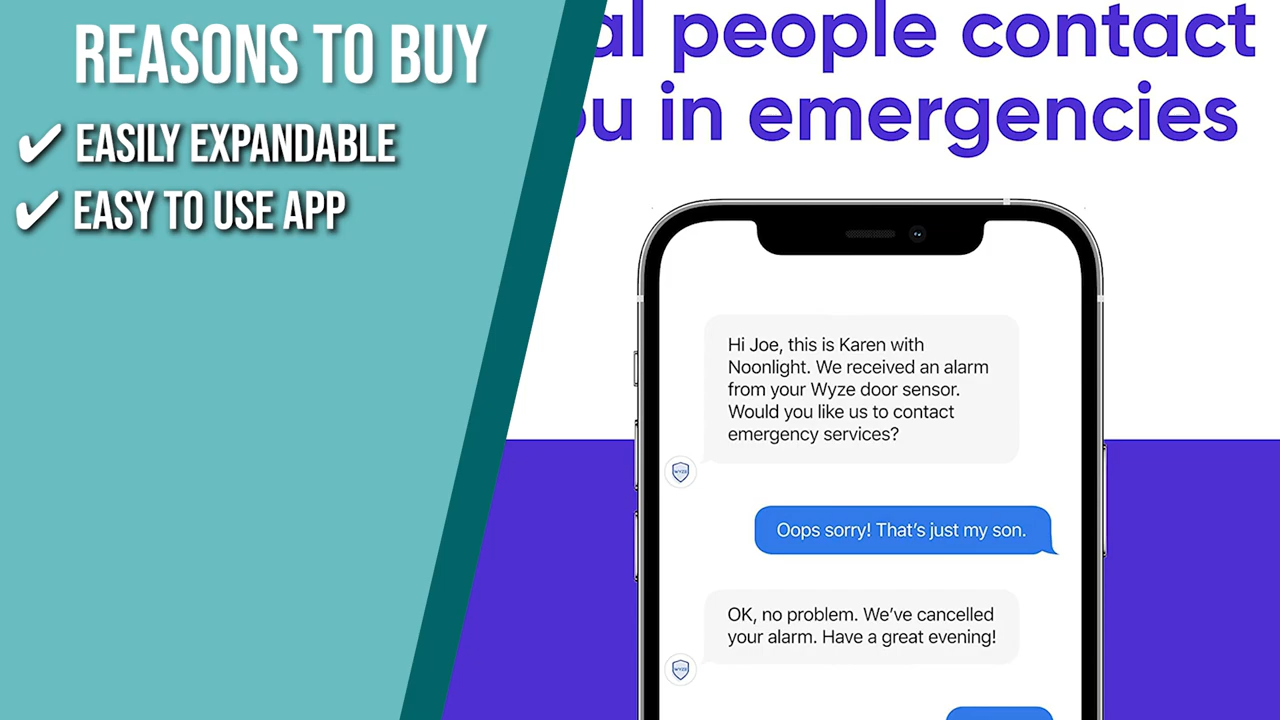 REASONS TO BUY
✔ EASILY EXPANDABLE
✔ EASY TO USE APP
al people contact
ou in emergencies
Hi Joe, this is Karen with
Noonlight. We received an alarm
from your Wyze door sensor.
Would you like us to contact
emergency services?
WYZE
Oops sorry! That's just my son.
OK, no problem. We've cancelled
your alarm. Have a great evening!
WYZE